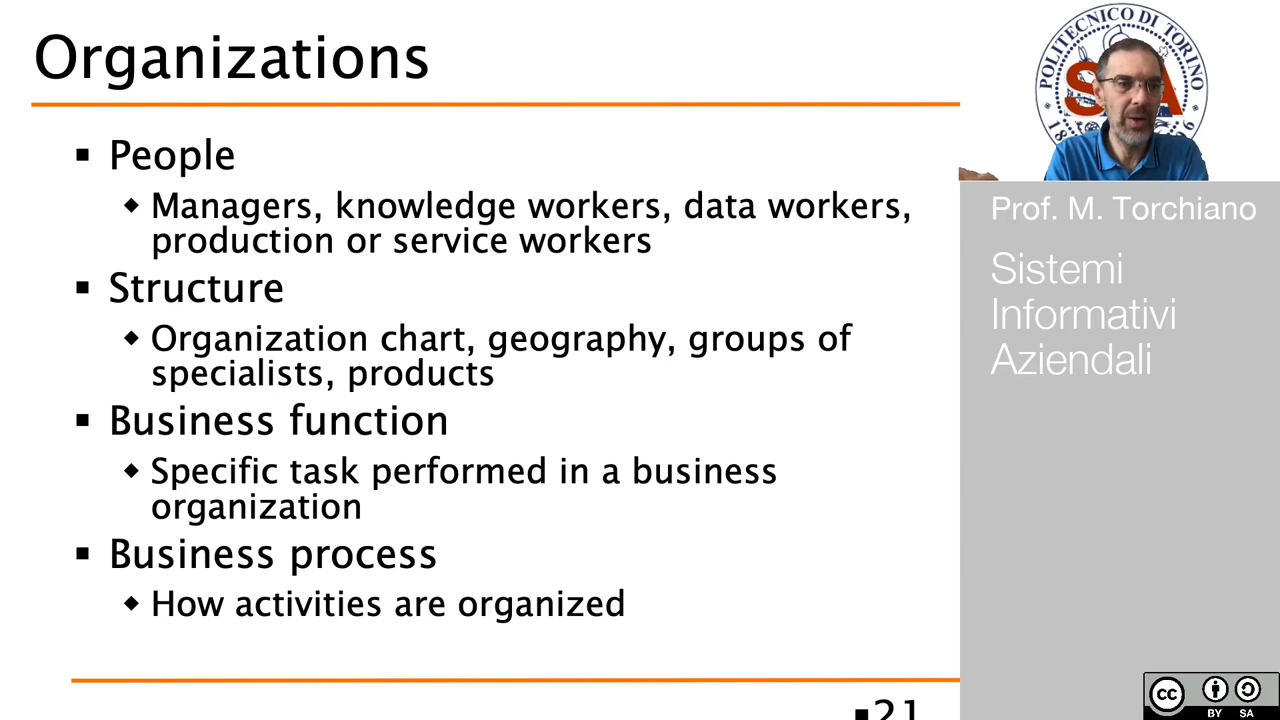 Organizations
People
Managers, knowledge workers, data workers,
production or service workers
Structure
Organization chart, geography, groups of
specialists, products
Business function
Specific task performed in a business
organization
Business process
How activities are organized
21
POLITECNICO DI TORINO
Prof. M. Torchiano
Sistemi
Informativi
Aziendali
cc
BY SA